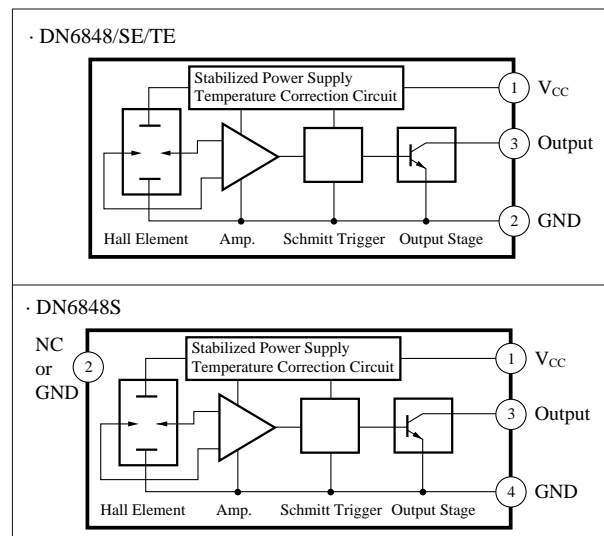 · DN6848/SE/TE
Stabilized Power Supply
Temperature Correction Circuit
1 V_CC
3 Output
2 GND
Hall Element Amp. Schmitt Trigger Output Stage
· DN6848S
NC
or
GND
2
Stabilized Power Supply
Temperature Correction Circuit
1 V_CC
3 Output
4 GND
Hall Element Amp. Schmitt Trigger Output Stage